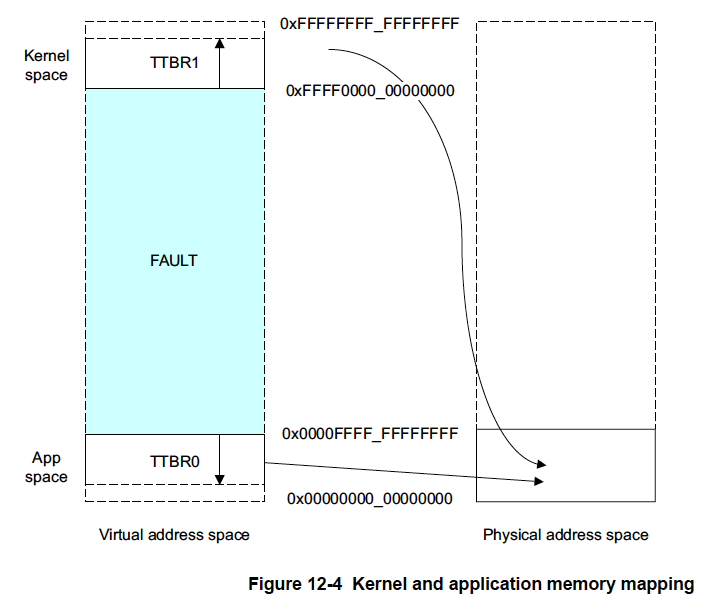 0xFFFFFFFF_FFFFFFFF
Kernel
space
TTBR1
0xFFFF0000_00000000
FAULT
0x0000FFFF_FFFFFFFF
App
space
TTBR0
0x00000000_00000000
Virtual address space
Physical address space
Figure 12-4 Kernel and application memory mapping